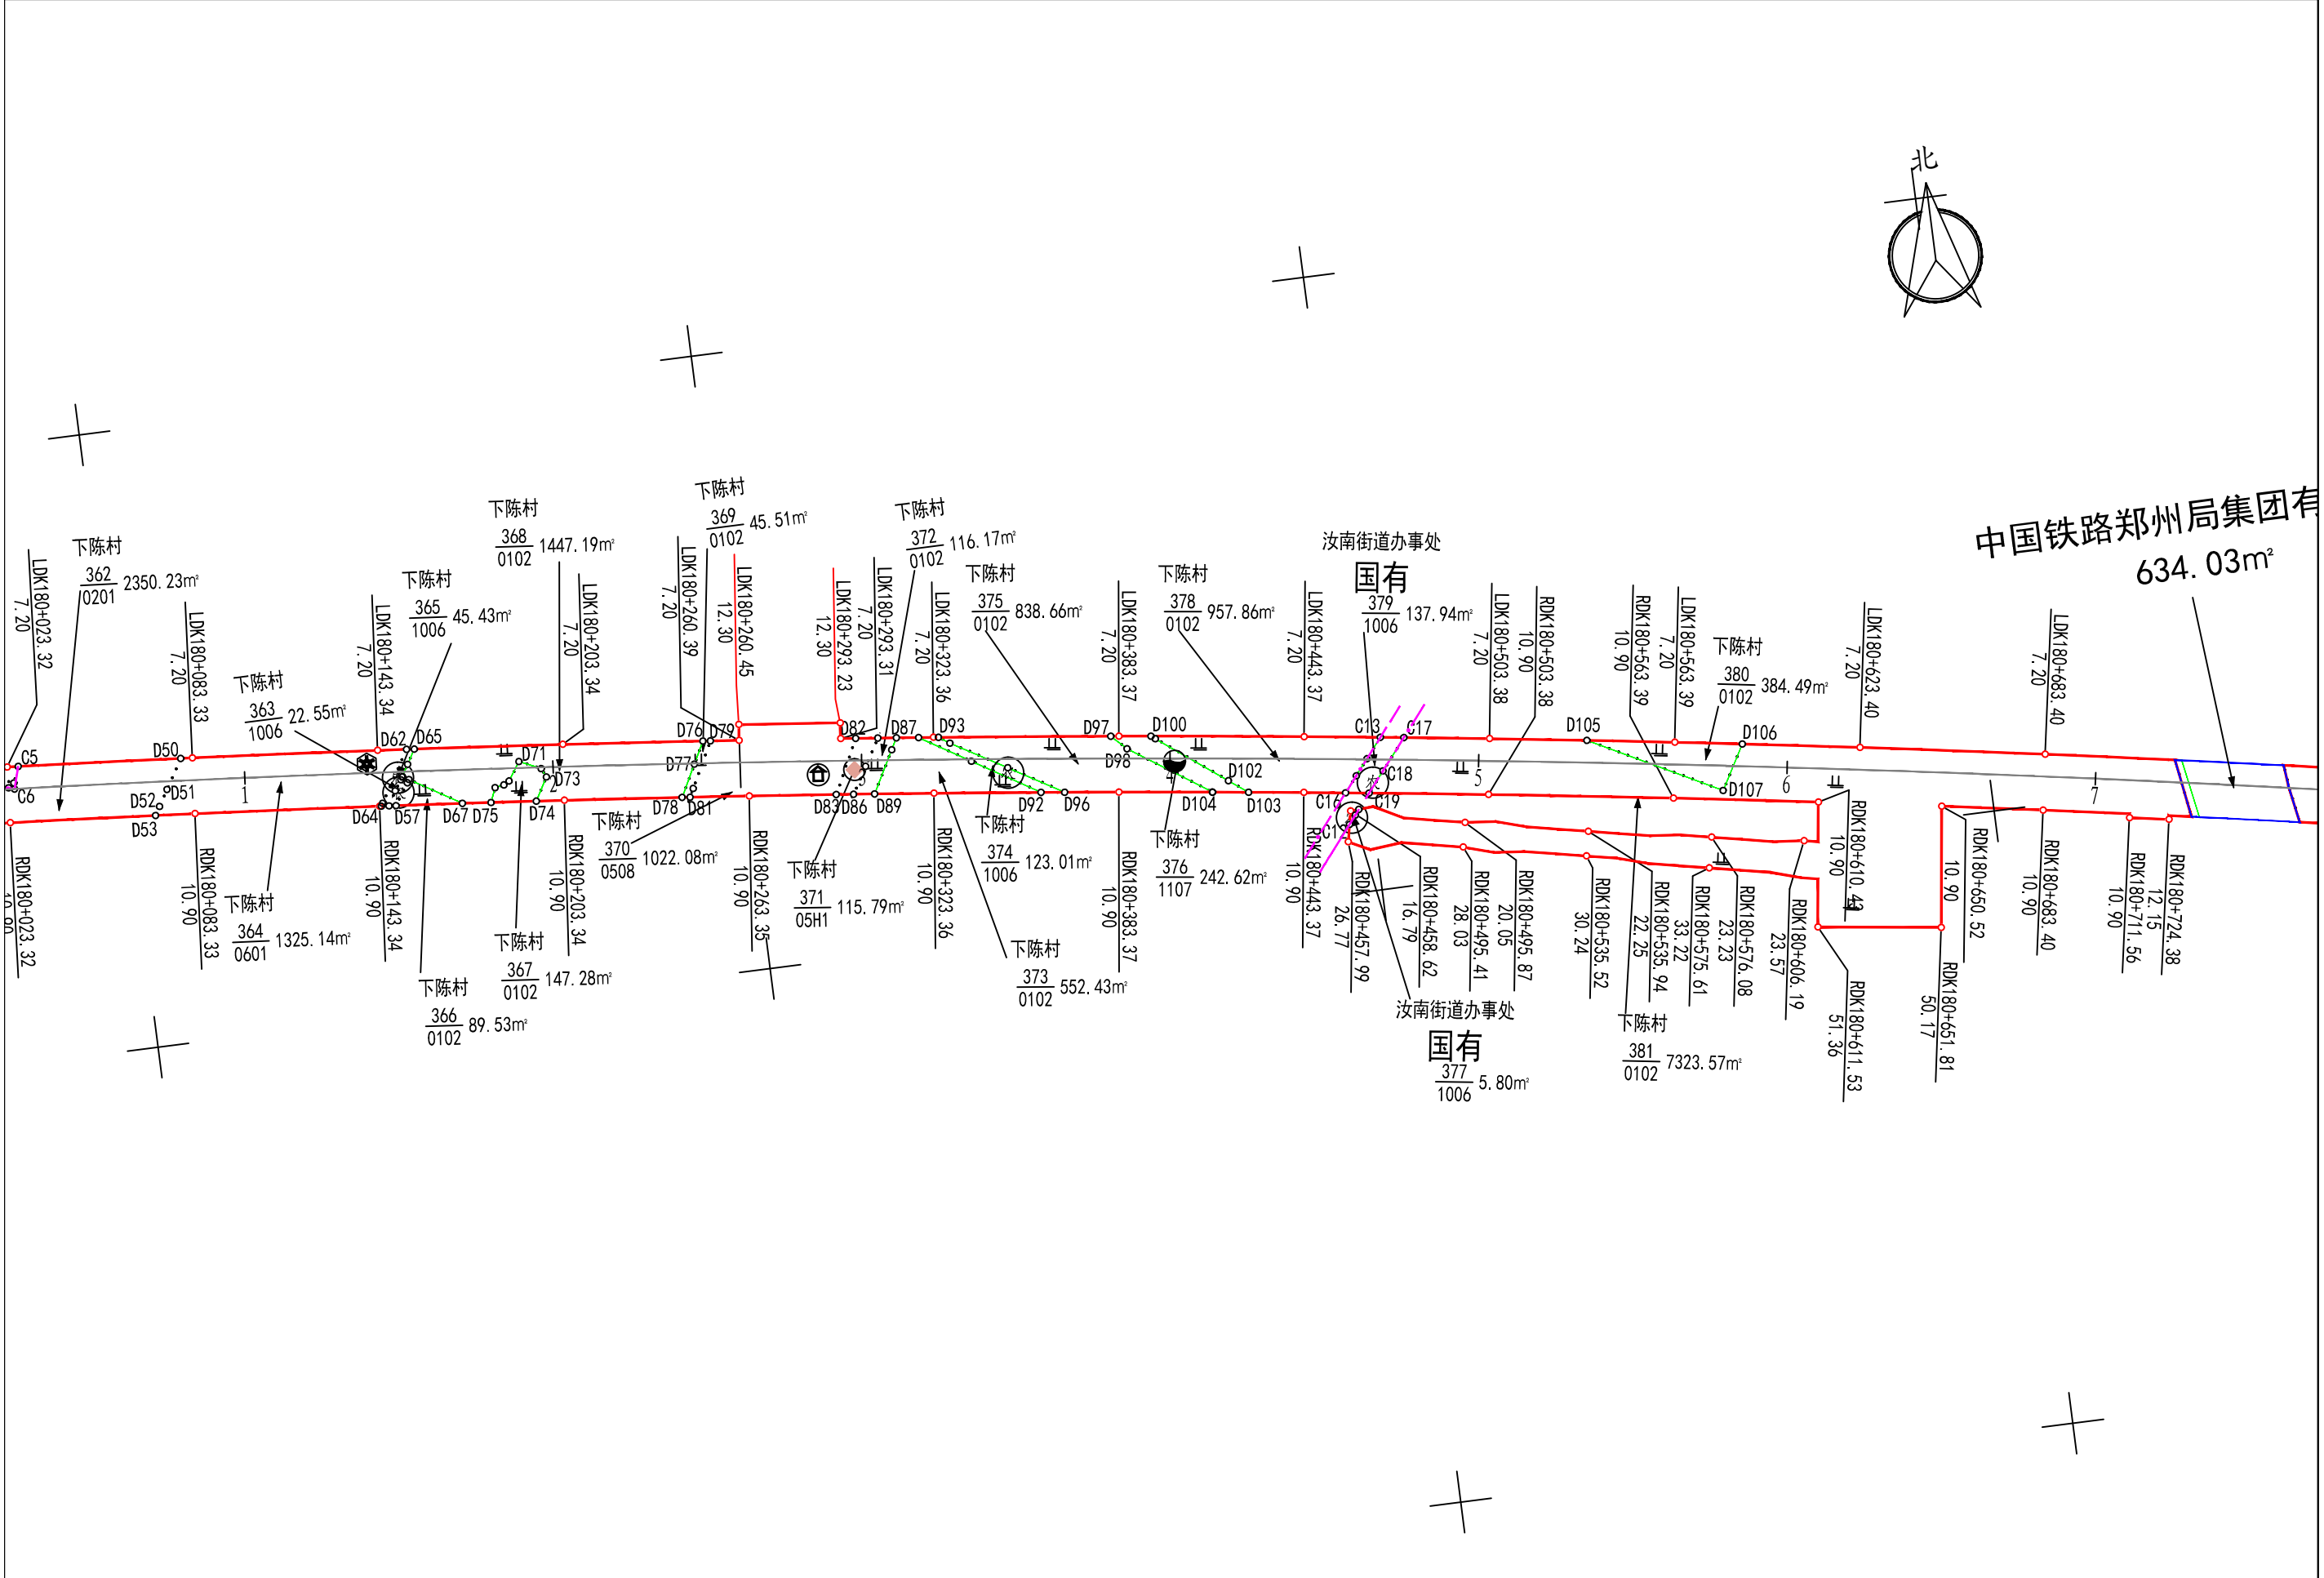 北
中国铁路郑州局集团有
634.03㎡
下陈村
362
0201
2350.23㎡
下陈村
363
1006
22.55㎡
下陈村
364
0601
1325.14㎡
下陈村
365
1006
45.43㎡
下陈村
366
0102
89.53㎡
下陈村
367
0102
147.28㎡
下陈村
368
0102
1447.19㎡
下陈村
369
0102
45.51㎡
下陈村
370
0508
1022.08㎡
下陈村
371
05H1
115.79㎡
下陈村
372
0102
116.17㎡
下陈村
373
0102
552.43㎡
下陈村
374
1006
123.01㎡
下陈村
375
0102
838.66㎡
下陈村
376
1107
242.62㎡
汝南街道办事处
国有
377
1006
5.80㎡
下陈村
378
0102
957.86㎡
汝南街道办事处
国有
379
1006
137.94㎡
下陈村
380
0102
384.49㎡
下陈村
381
0102
7323.57㎡
LDK180+023.32
7.20
LDK180+083.33
7.20
LDK180+143.34
7.20
LDK180+203.34
7.20
LDK180+260.39
7.20
LDK180+260.45
12.30
LDK180+293.23
12.30
LDK180+293.31
7.20
LDK180+323.36
7.20
LDK180+383.37
7.20
LDK180+443.37
7.20
LDK180+503.38
7.20
RDK180+503.38
10.90
RDK180+563.39
10.90
LDK180+563.39
7.20
LDK180+623.40
7.20
LDK180+683.40
7.20
C5
C6
D50
D51
D52
D53
D62
D65
D64
D57
D67
D75
D71
D73
D74
D76
D79
D77
D78
D81
D82
D87
D93
D83
D86
D89
D92
D96
D97
D98
D100
D102
D104
D103
C13
C17
C18
C16
C19
D105
D106
D107
1
2
4
5
6
7
RDK180+023.32
RDK180+083.33
10.90
RDK180+143.34
10.90
RDK180+203.34
10.90
RDK180+263.35
10.90
RDK180+323.36
10.90
RDK180+383.37
10.90
RDK180+443.37
10.90
RDK180+457.99
26.77
RDK180+458.62
16.79
RDK180+495.41
28.03
RDK180+495.87
20.05
RDK180+535.52
30.24
RDK180+535.94
22.25
RDK180+575.61
33.22
RDK180+576.08
23.23
RDK180+606.19
23.57
10.90
RDK180+611.53
51.36
RDK180+650.52
10.90
RDK180+651.81
50.17
RDK180+683.40
10.90
RDK180+711.56
10.90
RDK180+724.38
12.15